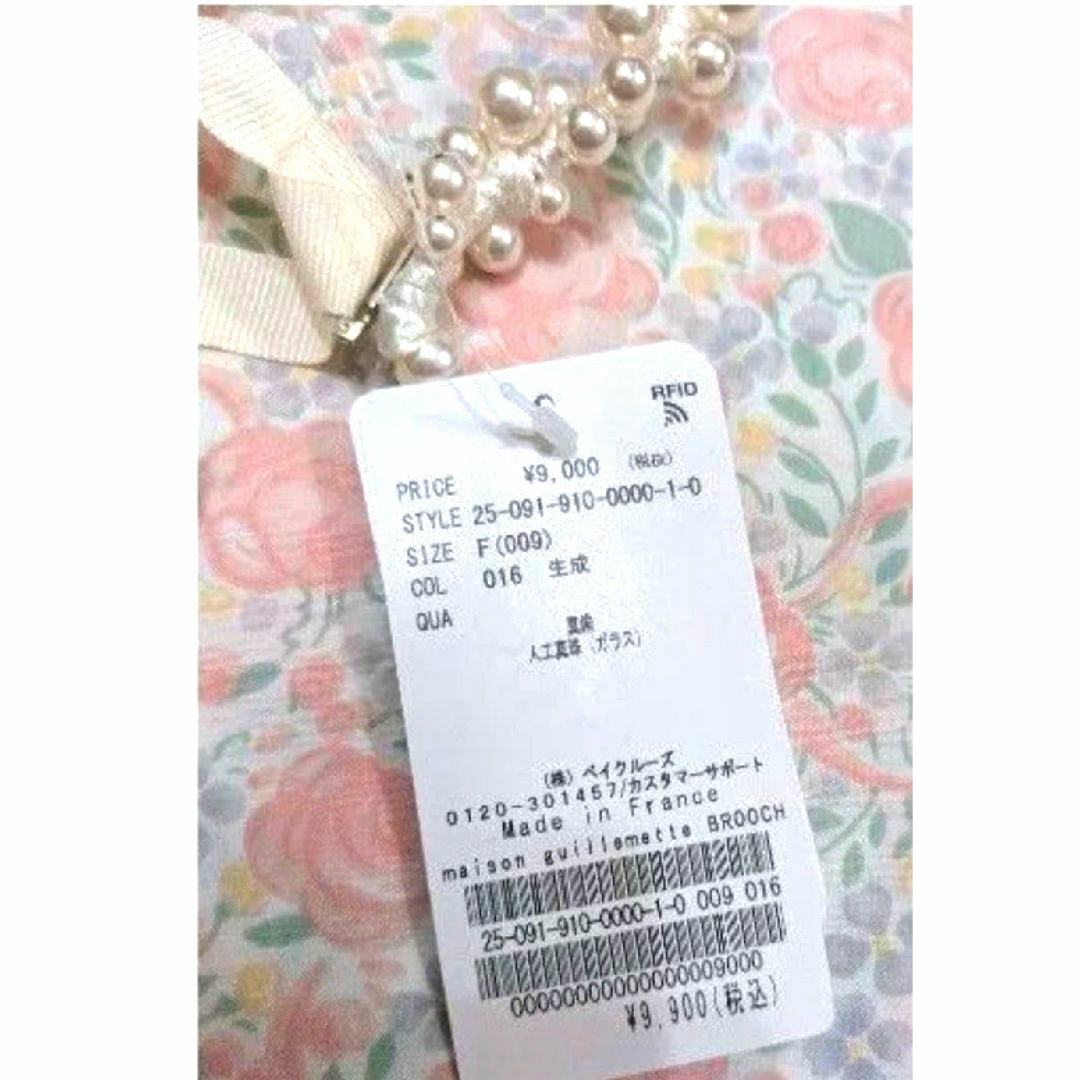 RFID
PRICE ¥9,000 (税抜)
STYLE 25-091-910-0000-1-0
SIZE F(009)
COL 016 生成
QUA
真鍮
人工真珠(ガラス)
(株)ベイクルーズ
0120-301457/カスタマーサポート
Made in France
maison guillemette BROOCH
25-091-910-0000-1-0 009 016
00000000000000009000
¥9,900(税込)